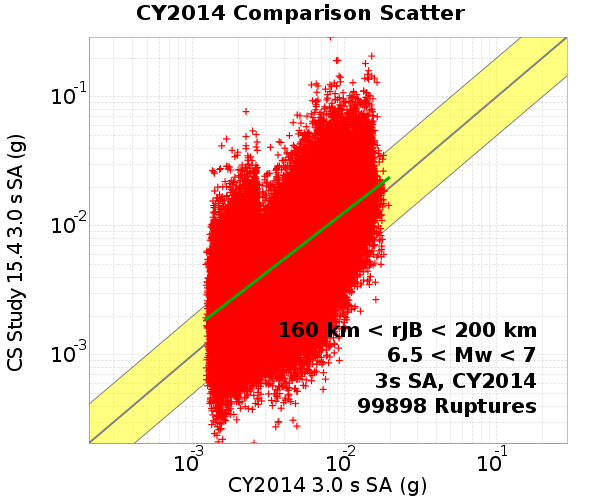 CY2014 Comparison Scatter
CS Study 15.4 3.0 s SA (g)
10-1
10-2
10-3
160 km < rJB < 200 km
6.5 < Mw < 7
3s SA, CY2014
99898 Ruptures
10-3 10-2 10-1
CY2014 3.0 s SA (g)